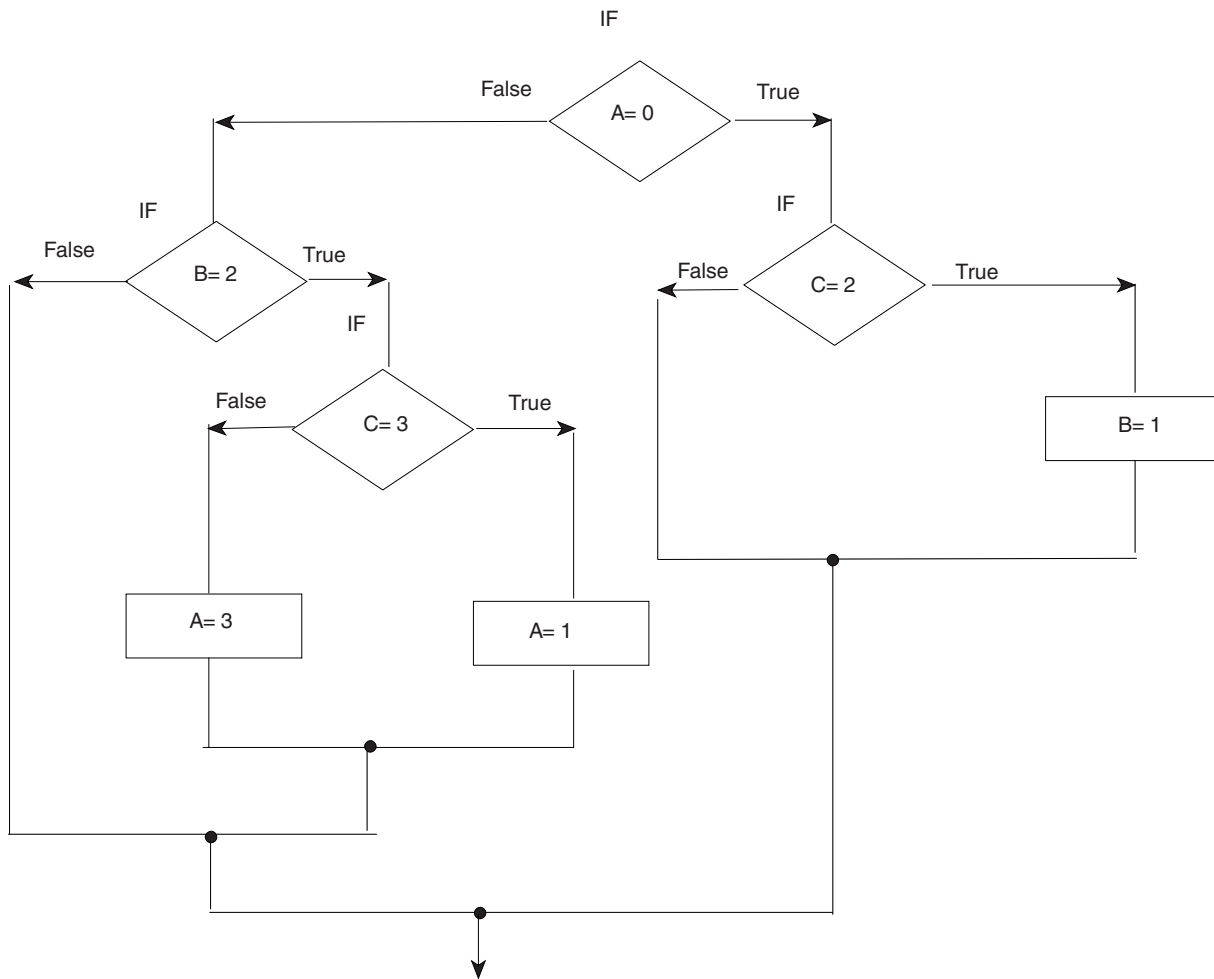 IF
False
A= 0
True
IF
IF
False
B= 2
True
False
C= 2
True
IF
False
C= 3
True
B= 1
A= 3
A= 1